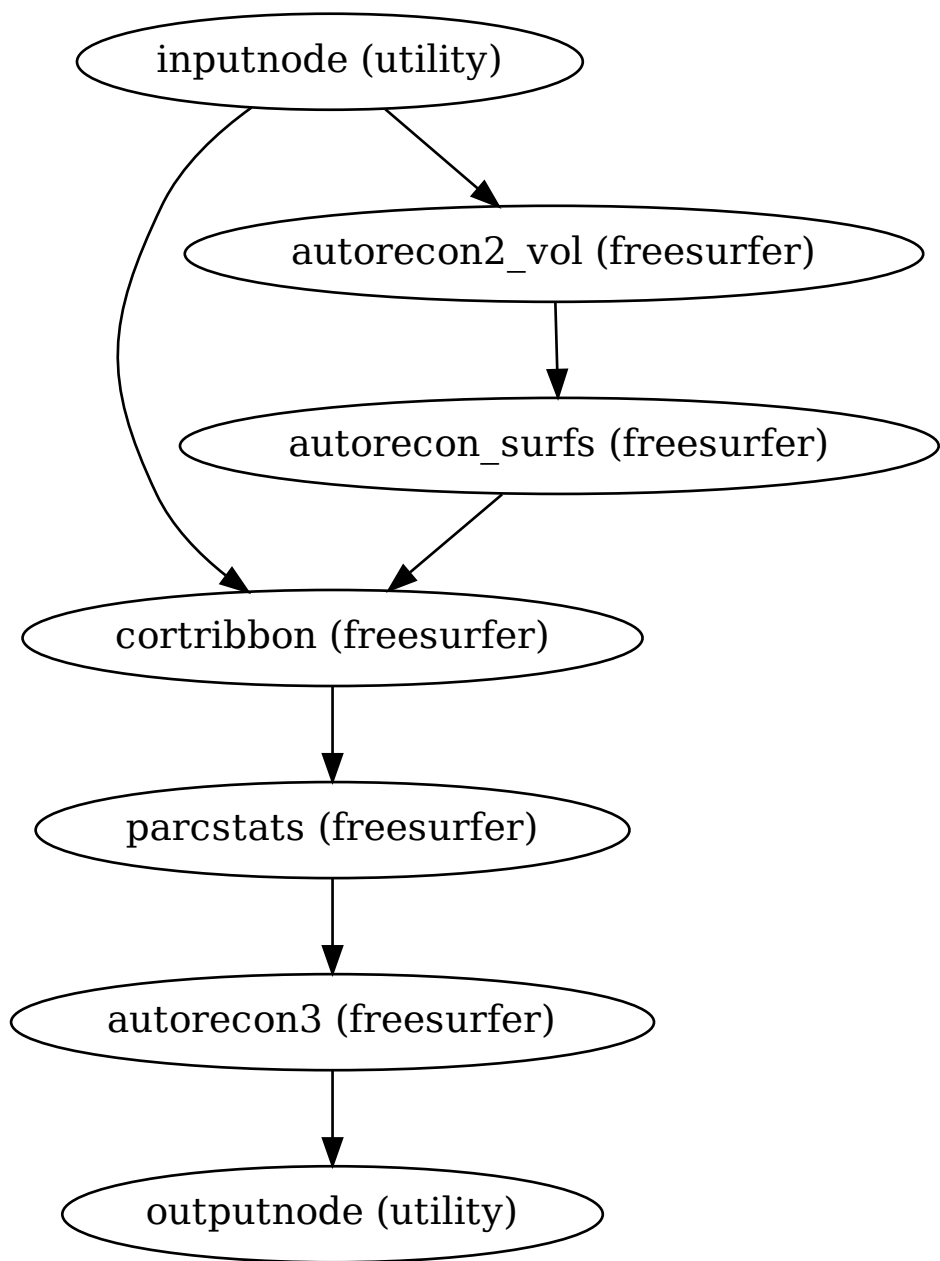 inputnode (utility)
autorecon2_vol (freesurfer)
autorecon_surfs (freesurfer)
cortribbon (freesurfer)
parcstats (freesurfer)
autorecon3 (freesurfer)
outputnode (utility)